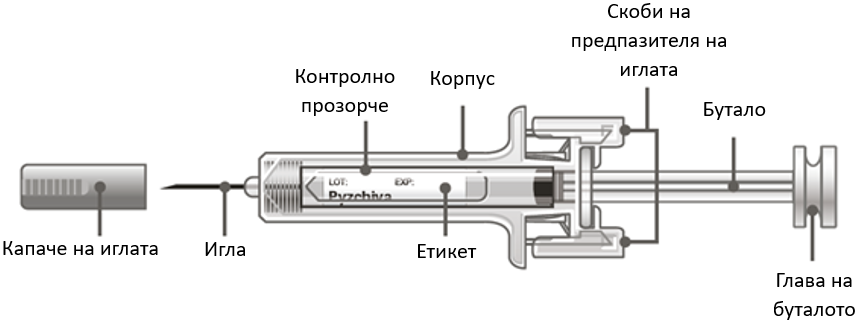 Скоби на
предпазителя на
иглата
Контролно
прозорче
Корпус
Бутало
LOT: EXP:
Pyzchiva
Капаче на иглата
Игла
Етикет
Глава на
буталото